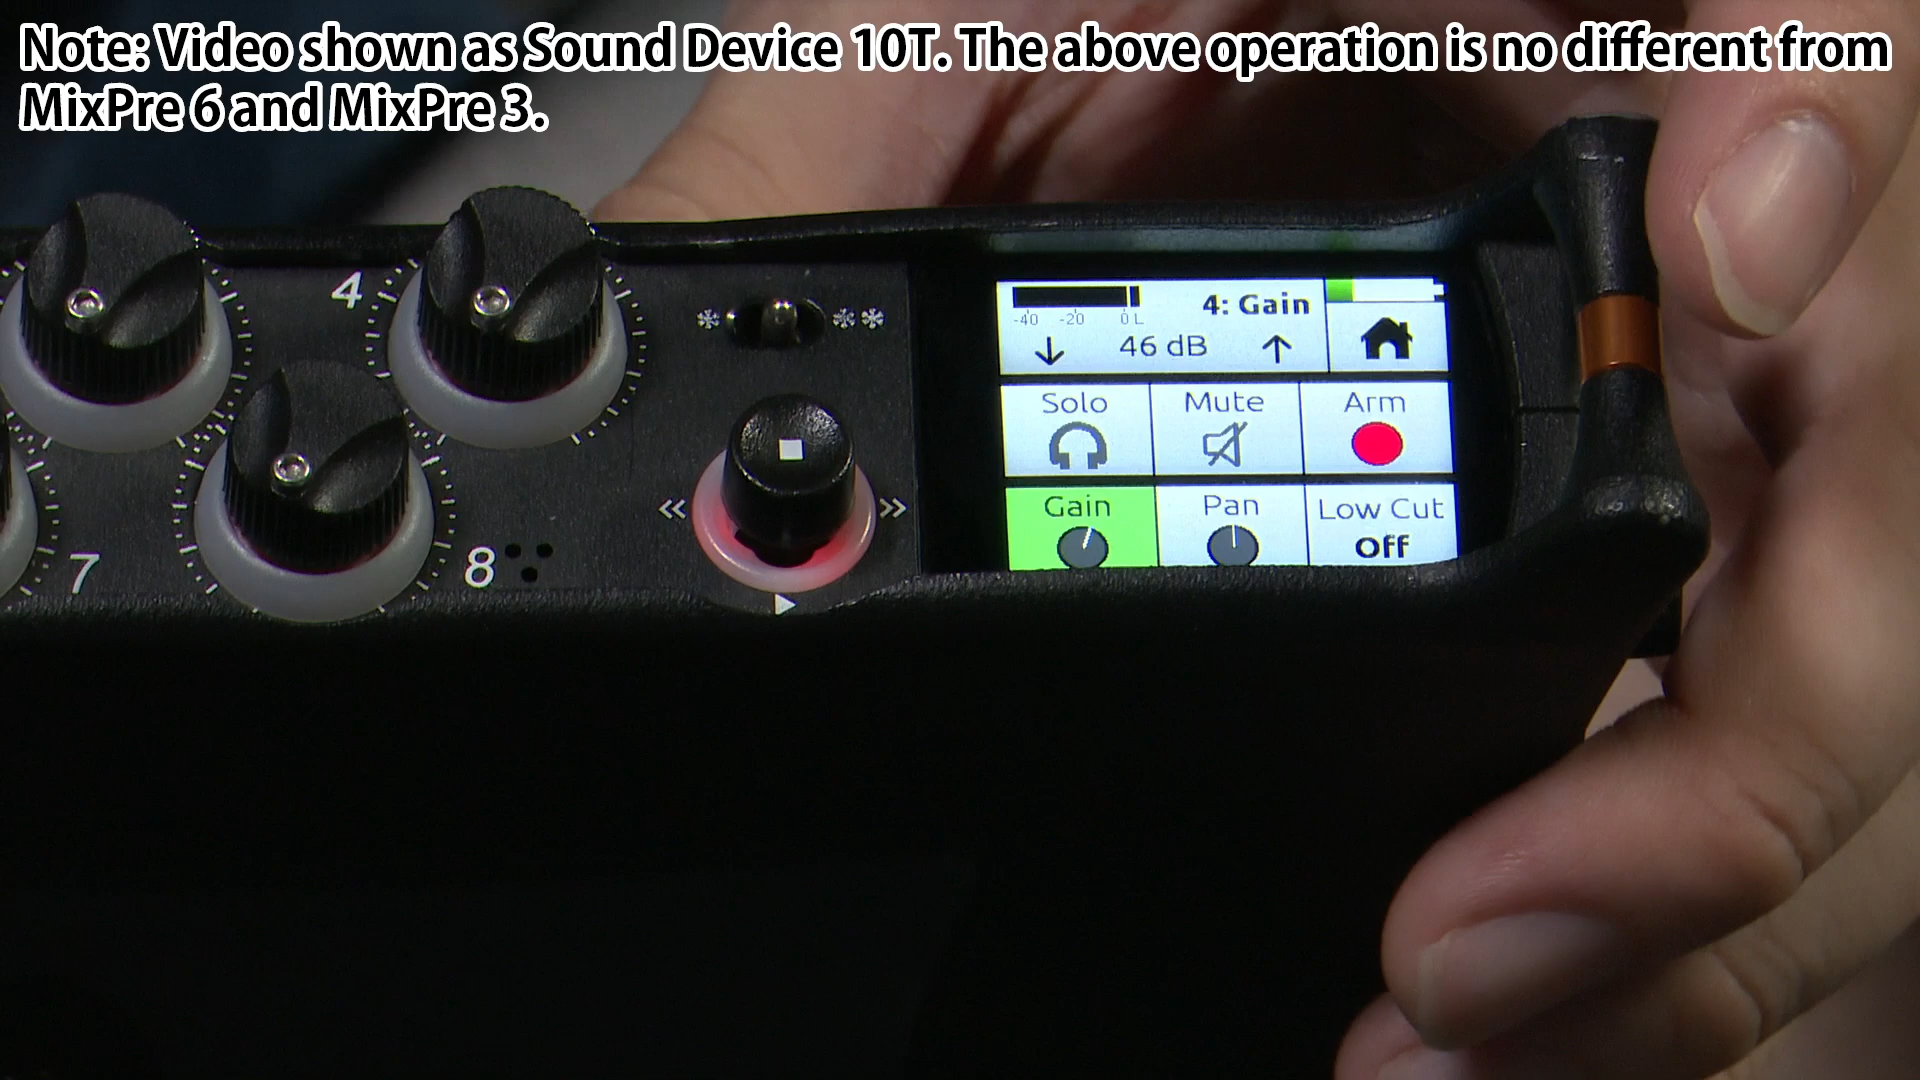 Note: Video shown as Sound Device 10T. The above operation is no different from
MixPre 6 and MixPre 3.
4
7
8
-40 -20 0 L
4: Gain
46 dB
Solo Mute Arm
Gain Pan Low Cut
Off